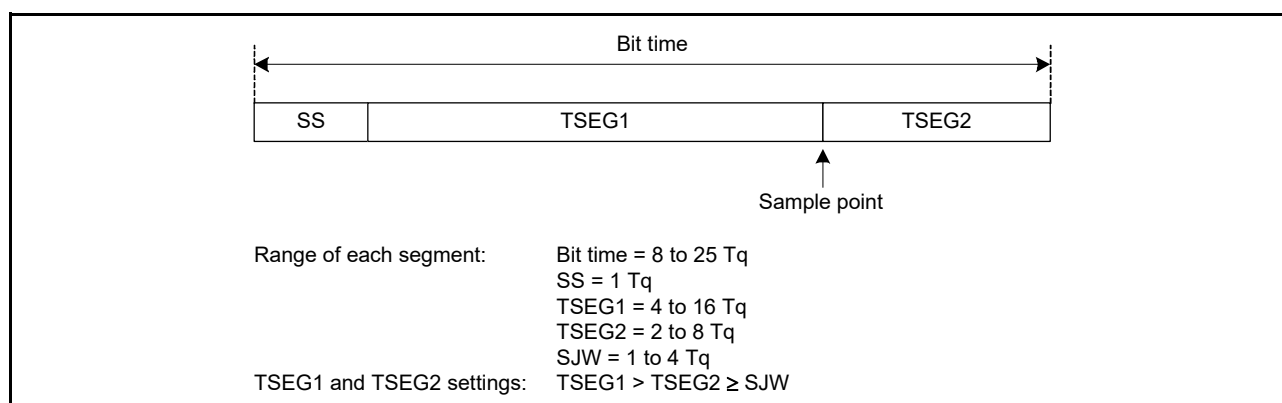 Bit time
SS TSEG1 TSEG2
Sample point
Range of each segment: Bit time = 8 to 25 Tq
SS = 1 Tq
TSEG1 = 4 to 16 Tq
TSEG2 = 2 to 8 Tq
SJW = 1 to 4 Tq
TSEG1 and TSEG2 settings: TSEG1 > TSEG2 ≥ SJW